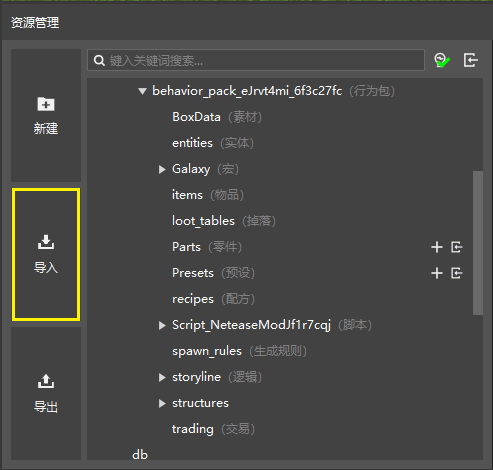 资源管理
键入关键词搜索...
新建
导入
导出
behavior_pack_eJrvt4mi_6f3c27fc (行为包)
BoxData (素材)
entities (实体)
Galaxy (宏)
items (物品)
loot_tables (掉落)
Parts (零件)
Presets (预设)
recipes (配方)
Script_NeteaseModJf1r7cqj (脚本)
spawn_rules (生成规则)
storyline (逻辑)
structures
trading (交易)
db